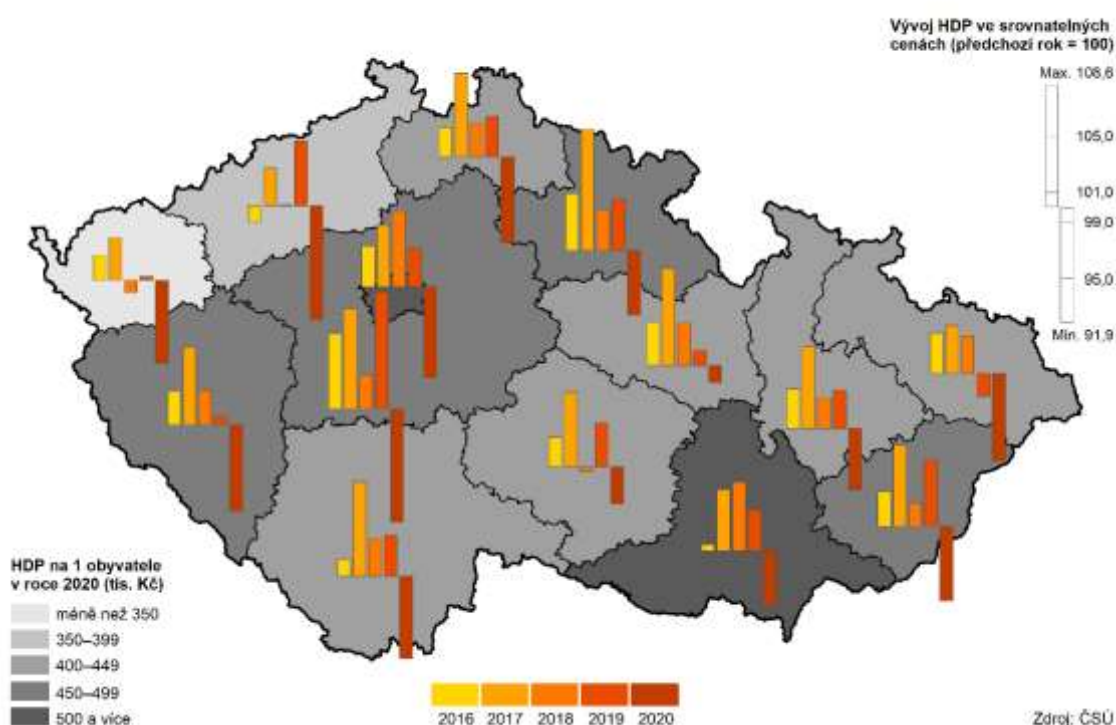 Vývoj HDP ve srovnatelných
cenách (předchozí rok = 100)
Max. 108,6
105,0
101,0
99,0
95,0
Min. 91,9
HDP na 1 obyvatele
v roce 2020 (tis. Kč)
méně než 350
350–399
400–449
450–499
500 a více
2016 2017 2018 2019 2020
Zdroj: ČSÚ